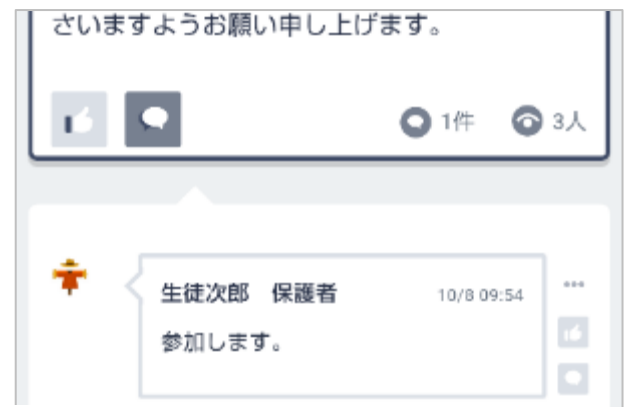 さいますようお願い申し上げます。
1件 3人
生徒次郎　保護者 10/8 09:54
参加します。